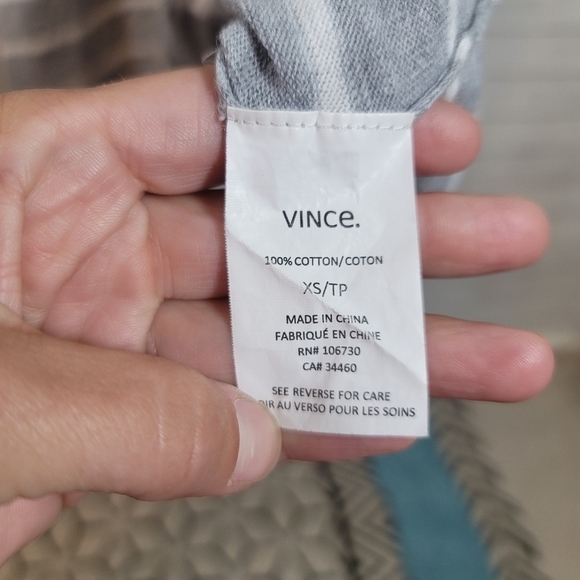 VINCe.
100% COTTON/COTON
XS/TP
MADE IN CHINA
FABRIQUÉ EN CHINE
RN# 106730
CA# 34460
SEE REVERSE FOR CARE
AU VERSO POUR LES SOINS